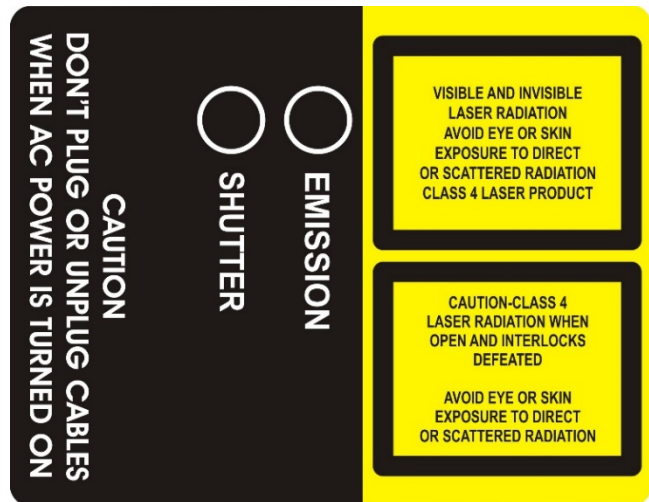 EMISSION
SHUTTER
CAUTION
DON'T PLUG OR UNPLUG CABLES
WHEN AC POWER IS TURNED ON
VISIBLE AND INVISIBLE
LASER RADIATION
AVOID EYE OR SKIN
EXPOSURE TO DIRECT
OR SCATTERED RADIATION
CLASS 4 LASER PRODUCT
CAUTION-CLASS 4
LASER RADIATION WHEN
OPEN AND INTERLOCKS
DEFEATED
AVOID EYE OR SKIN
EXPOSURE TO DIRECT
OR SCATTERED RADIATION